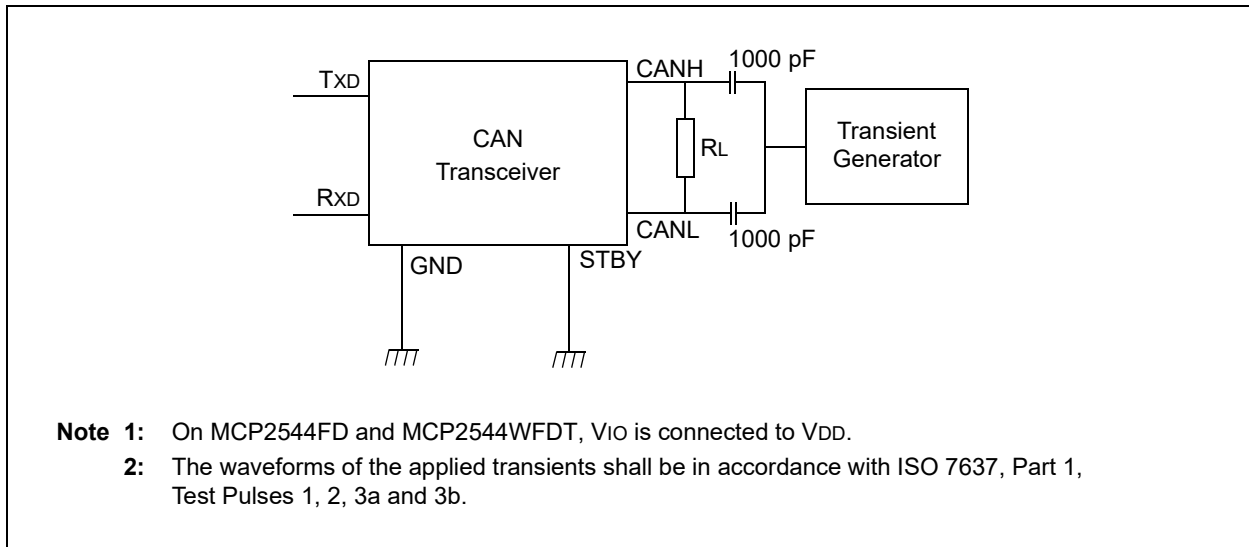 1000 pF
CANH
TXD
CAN
Transceiver
RL
Transient
Generator
RXD
CANL
1000 pF
GND
STBY
Note 1: On MCP2544FD and MCP2544WFDT, VIO is connected to VDD.
2: The waveforms of the applied transients shall be in accordance with ISO 7637, Part 1,
Test Pulses 1, 2, 3a and 3b.